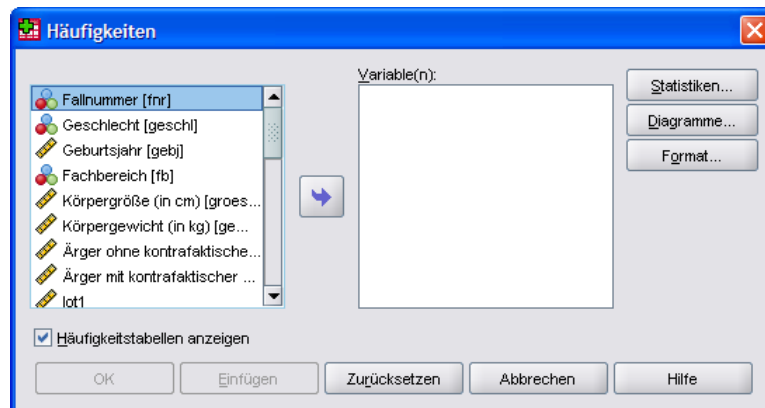 Häufigkeiten
Variable(n):
Fallnummer [fnr]
Geschlecht [geschl]
Geburtsjahr [gebj]
Fachbereich [fb]
Körpergröße (in cm) [groes...
Körpergewicht (in kg) [ge...
Ärger ohne kontrafaktische...
Ärger mit kontrafaktischer ...
lot1
Statistiken...
Diagramme...
Format...
Häufigkeitstabellen anzeigen
OK Einfügen Zurücksetzen Abbrechen Hilfe